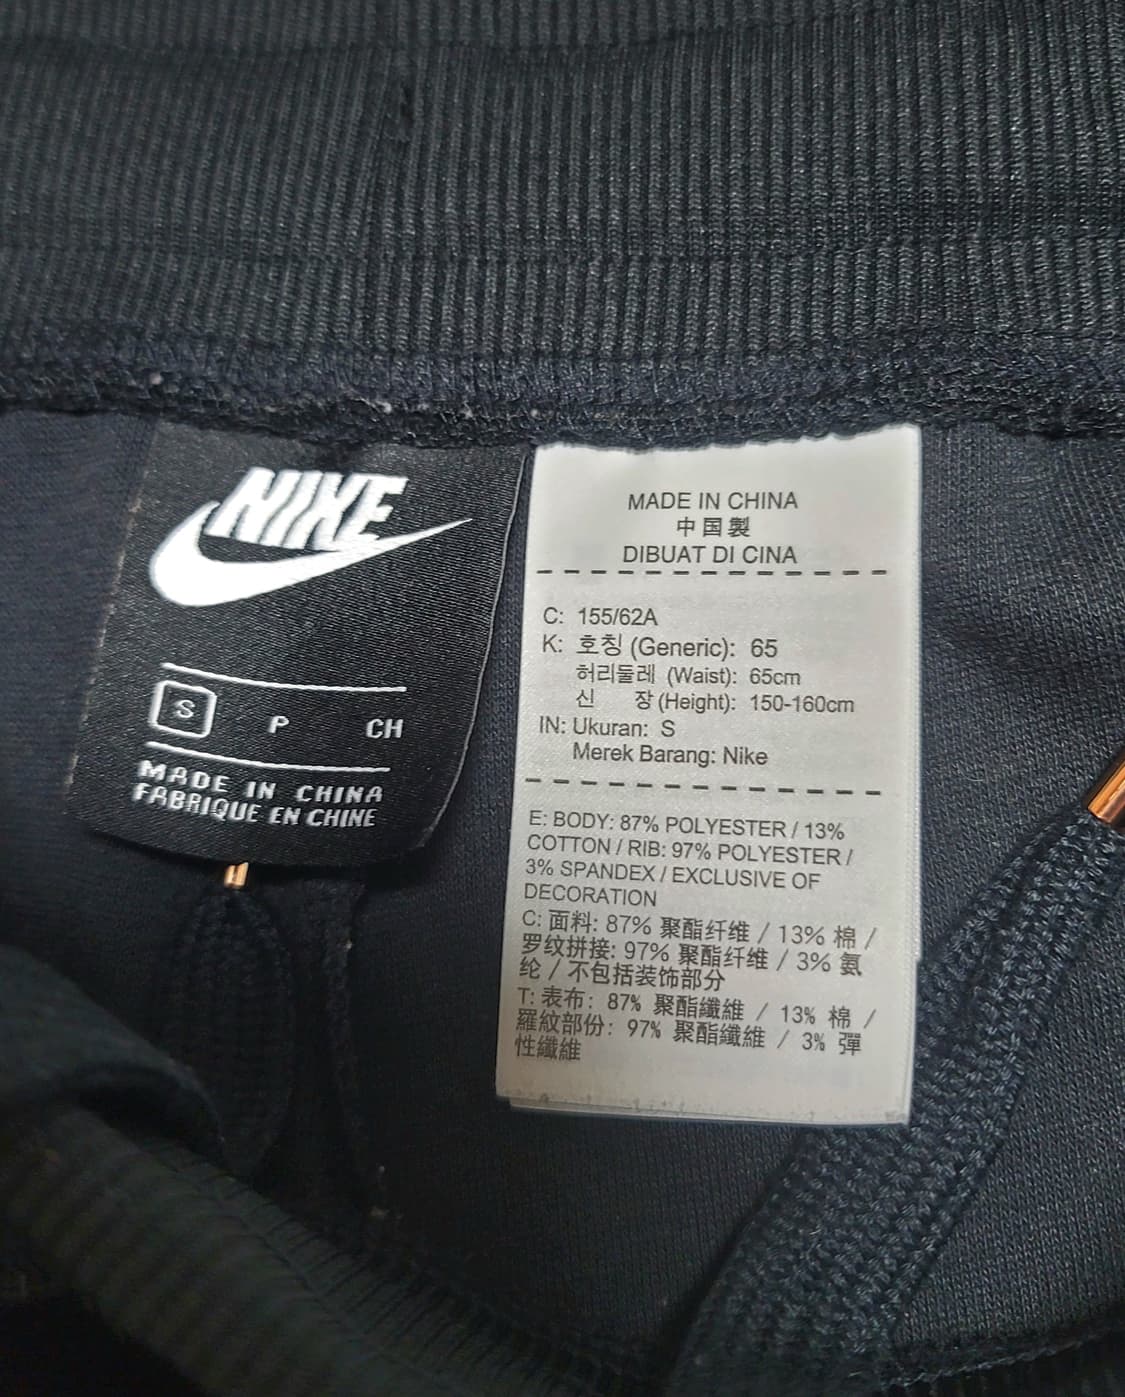 NIKE
S P CH
MADE IN CHINA
FABRIQUE EN CHINE
MADE IN CHINA
中国製
DIBUAT DI CINA
C: 155/62A
K: 호칭 (Generic): 65
허리둘레 (Waist): 65cm
신 장 (Height): 150-160cm
IN: Ukuran: S
Merek Barang: Nike
E: BODY: 87% POLYESTER / 13%
COTTON / RIB: 97% POLYESTER /
3% SPANDEX / EXCLUSIVE OF
DECORATION
C: 面料: 87% 聚酯纤维 / 13% 棉 /
罗纹拼接: 97% 聚酯纤维 / 3% 氨
纶 / 不包括装饰部分
T: 表布: 87% 聚酯纖維 / 13% 棉 /
羅紋部份: 97% 聚酯纖維 / 3% 彈
性纖維